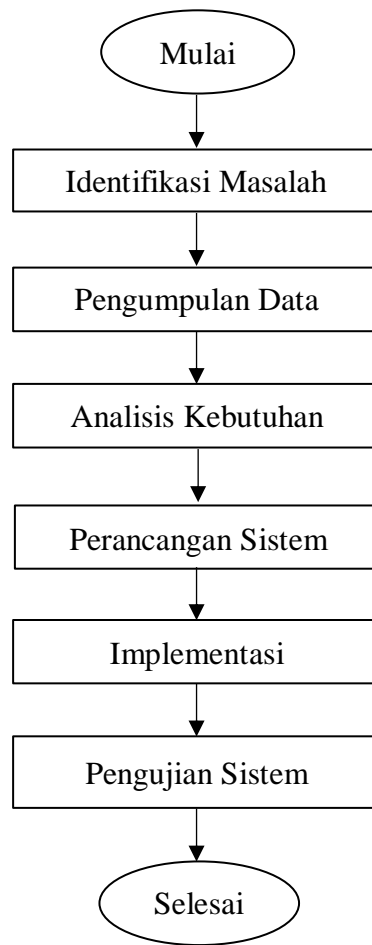 Mulai
Identifikasi Masalah
Pengumpulan Data
Analisis Kebutuhan
Perancangan Sistem
Implementasi
Pengujian Sistem
Selesai